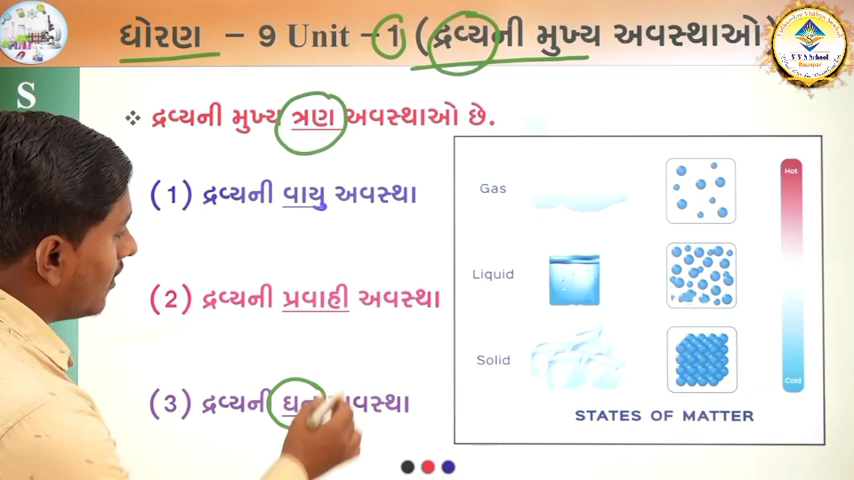 ધોરણ – 9 Unit – 1 (દ્રવ્યની મુખ્ય અવસ્થાઓ)
S
❖ દ્રવ્યની મુખ્ય ત્રણ અવસ્થાઓ છે.
(1) દ્રવ્યની વાયુ અવસ્થા
(2) દ્રવ્યની પ્રવાહી અવસ્થા
(3) દ્રવ્યની
Gas
Hot
Liquid
Solid
Cold
STATES OF MATTER
V V S School